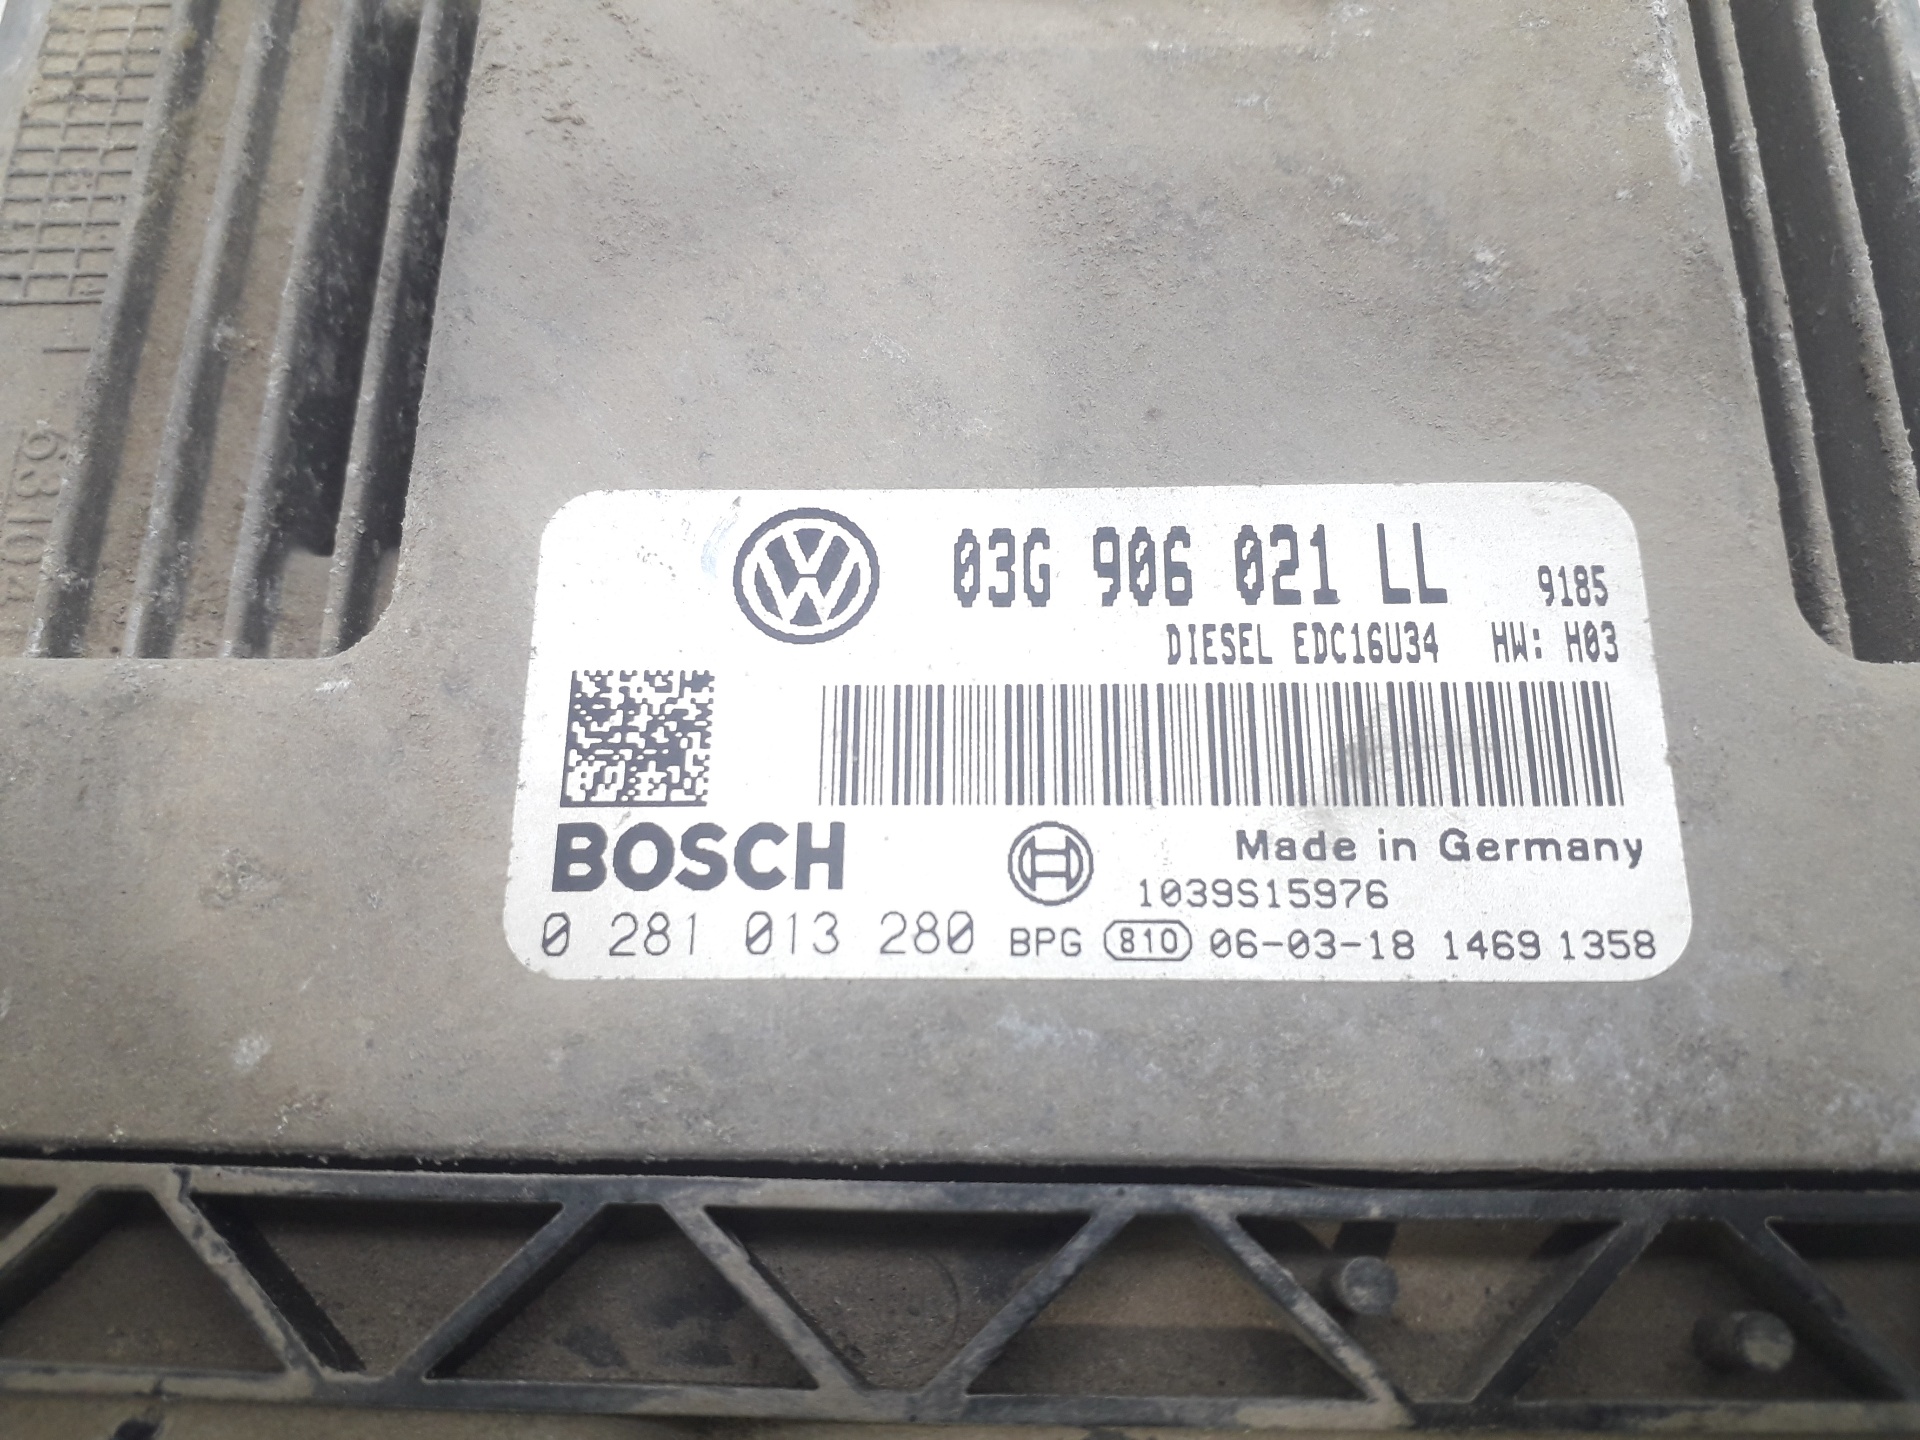 03G 906 021 LL 9185
DIESEL EDC16U34 HW: H03
BOSCH
Made in Germany
1039S15976
0 281 013 280 BPG 810 06-03-18 1469 1358